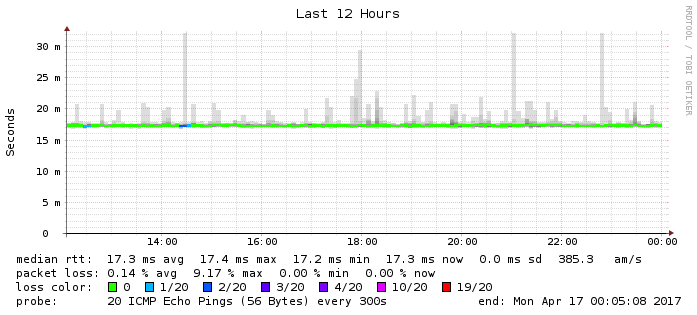 Last 12 Hours
RRDTOOL / TOBI OETIKER
Seconds
30 m
25 m
20 m
15 m
10 m
5 m
0
14:00 16:00 18:00 20:00 22:00 00:00
median rtt: 17.3 ms avg 17.4 ms max 17.2 ms min 17.3 ms now 0.0 ms sd 385.3 am/s
packet loss: 0.14 % avg 9.17 % max 0.00 % min 0.00 % now
loss color: 0 1/20 2/20 3/20 4/20 10/20 19/20
probe: 20 ICMP Echo Pings (56 Bytes) every 300s end: Mon Apr 17 00:05:08 2017